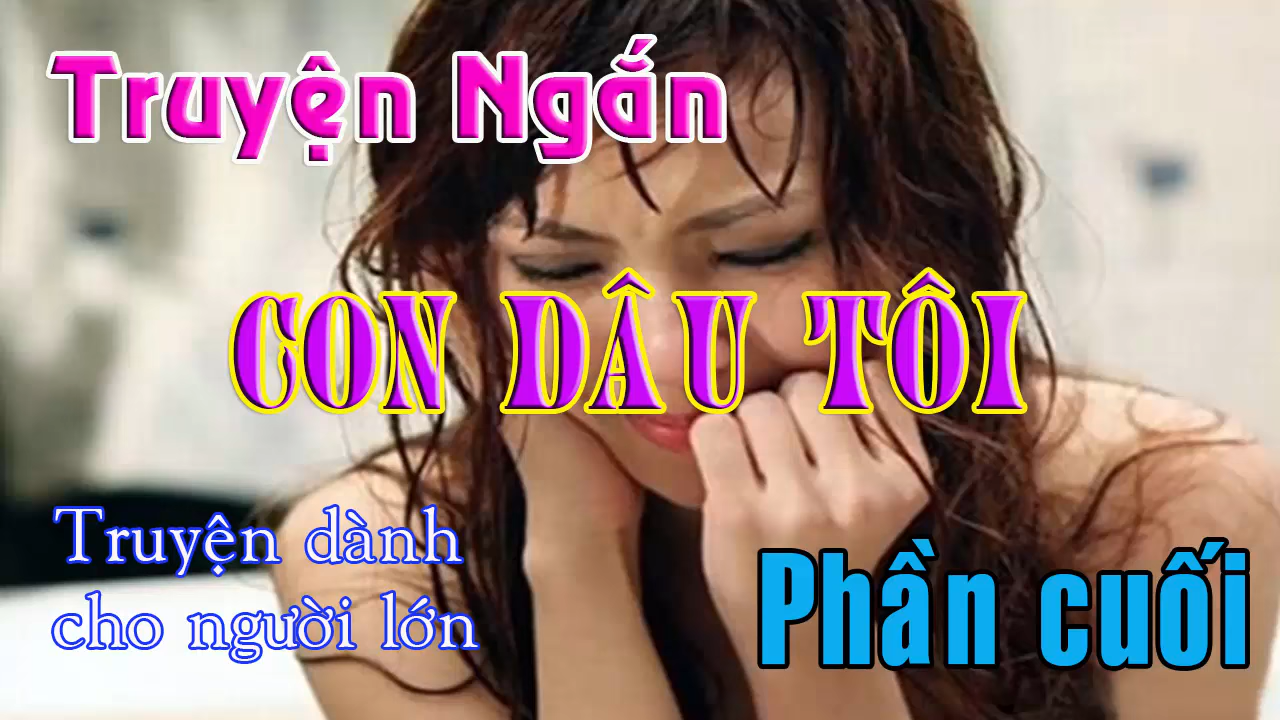 Truyện Ngắn
CON DÂU TÔI
Truyện dành
cho người lớn
Phần cuối